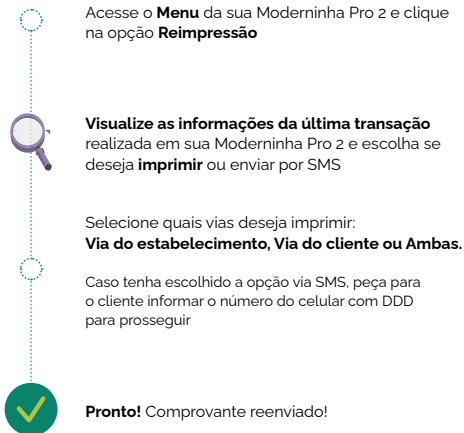 Acesse o Menu da sua Moderninha Pro 2 e clique
na opção Reimpressão
Visualize as informações da última transação
realizada em sua Moderninha Pro 2 e escolha se
deseja imprimir ou enviar por SMS
Selecione quais vias deseja imprimir:
Via do estabelecimento, Via do cliente ou Ambas.
Caso tenha escolhido a opção via SMS, peça para
o cliente informar o número do celular com DDD
para prosseguir
Pronto! Comprovante reenviado!